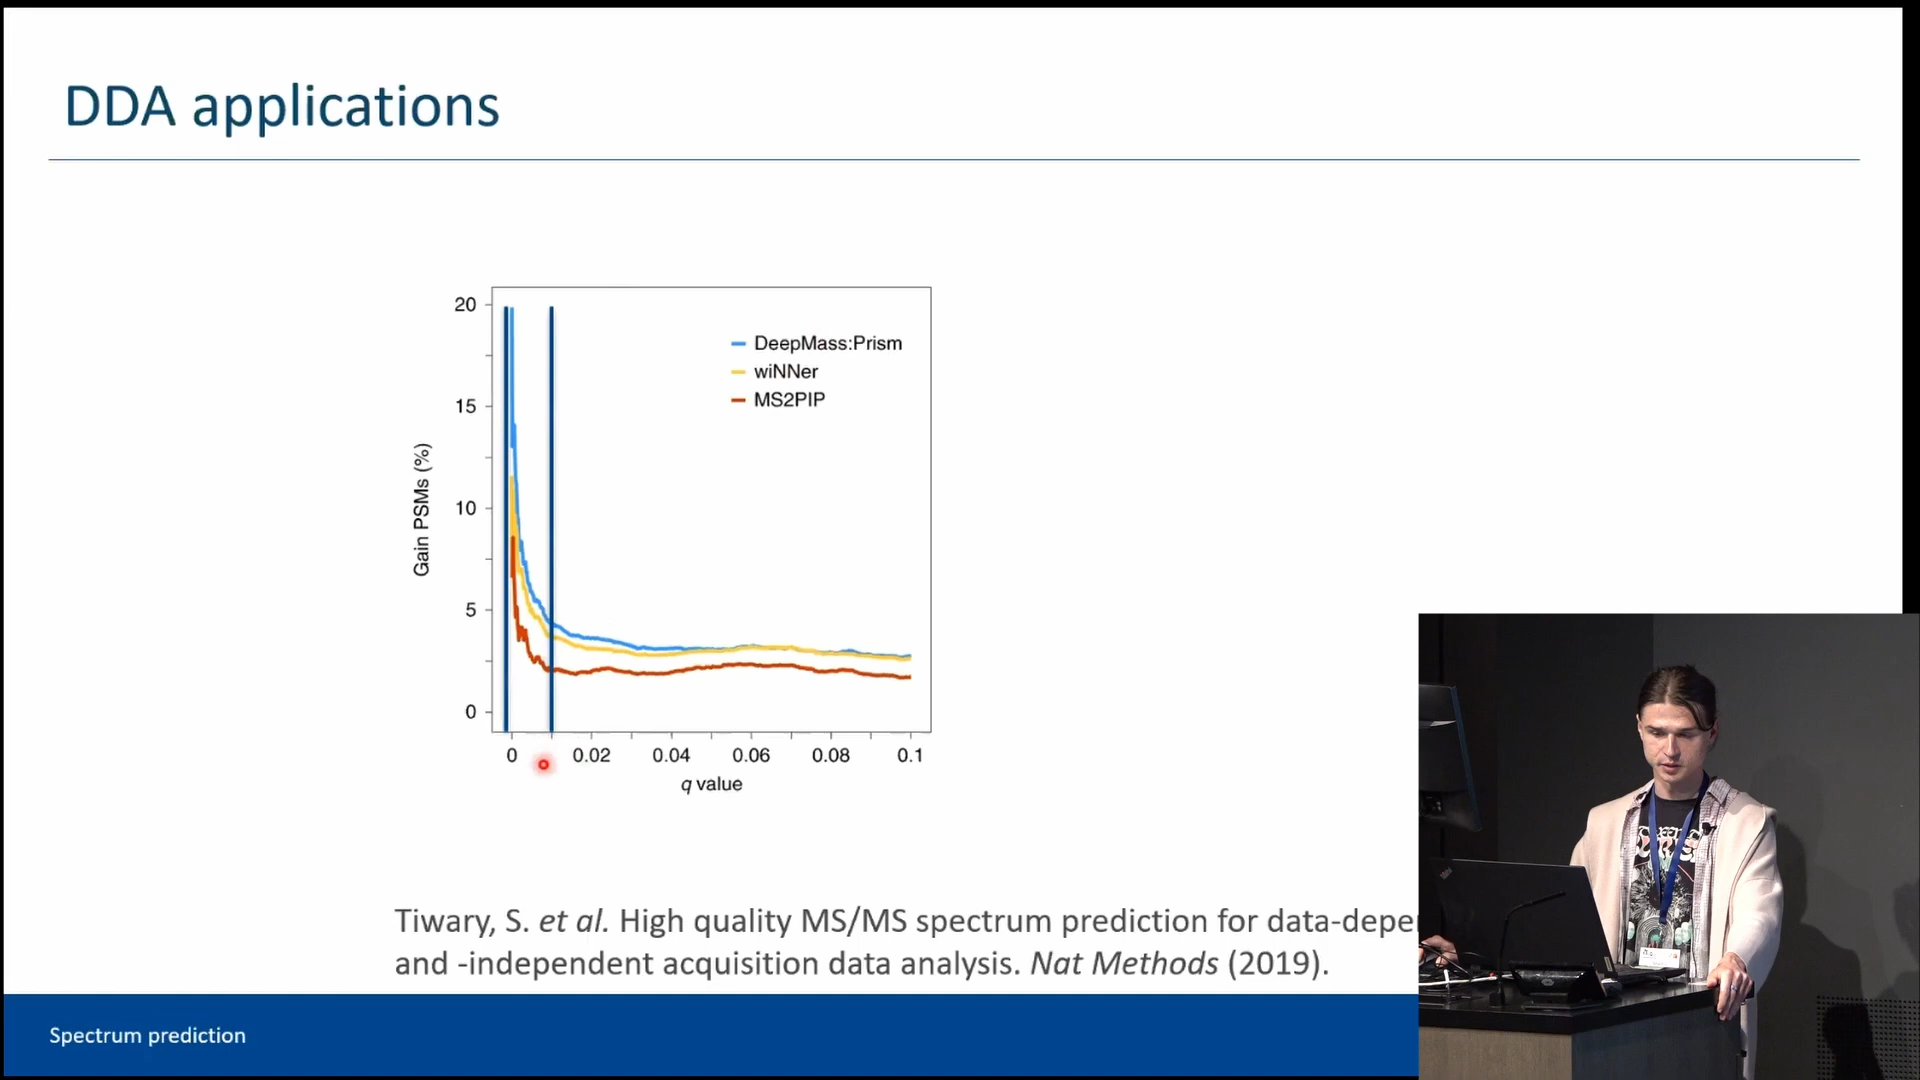 DDA applications
20
15
10
5
0
Gain PSMs (%)
DeepMass:Prism
wiNNer
MS2PIP
0 0.02 0.04 0.06 0.08 0.1
q value
Tiwary, S. et al. High quality MS/MS spectrum prediction for
and -independent acquisition data analysis. Nat Methods (2019).
Spectrum prediction